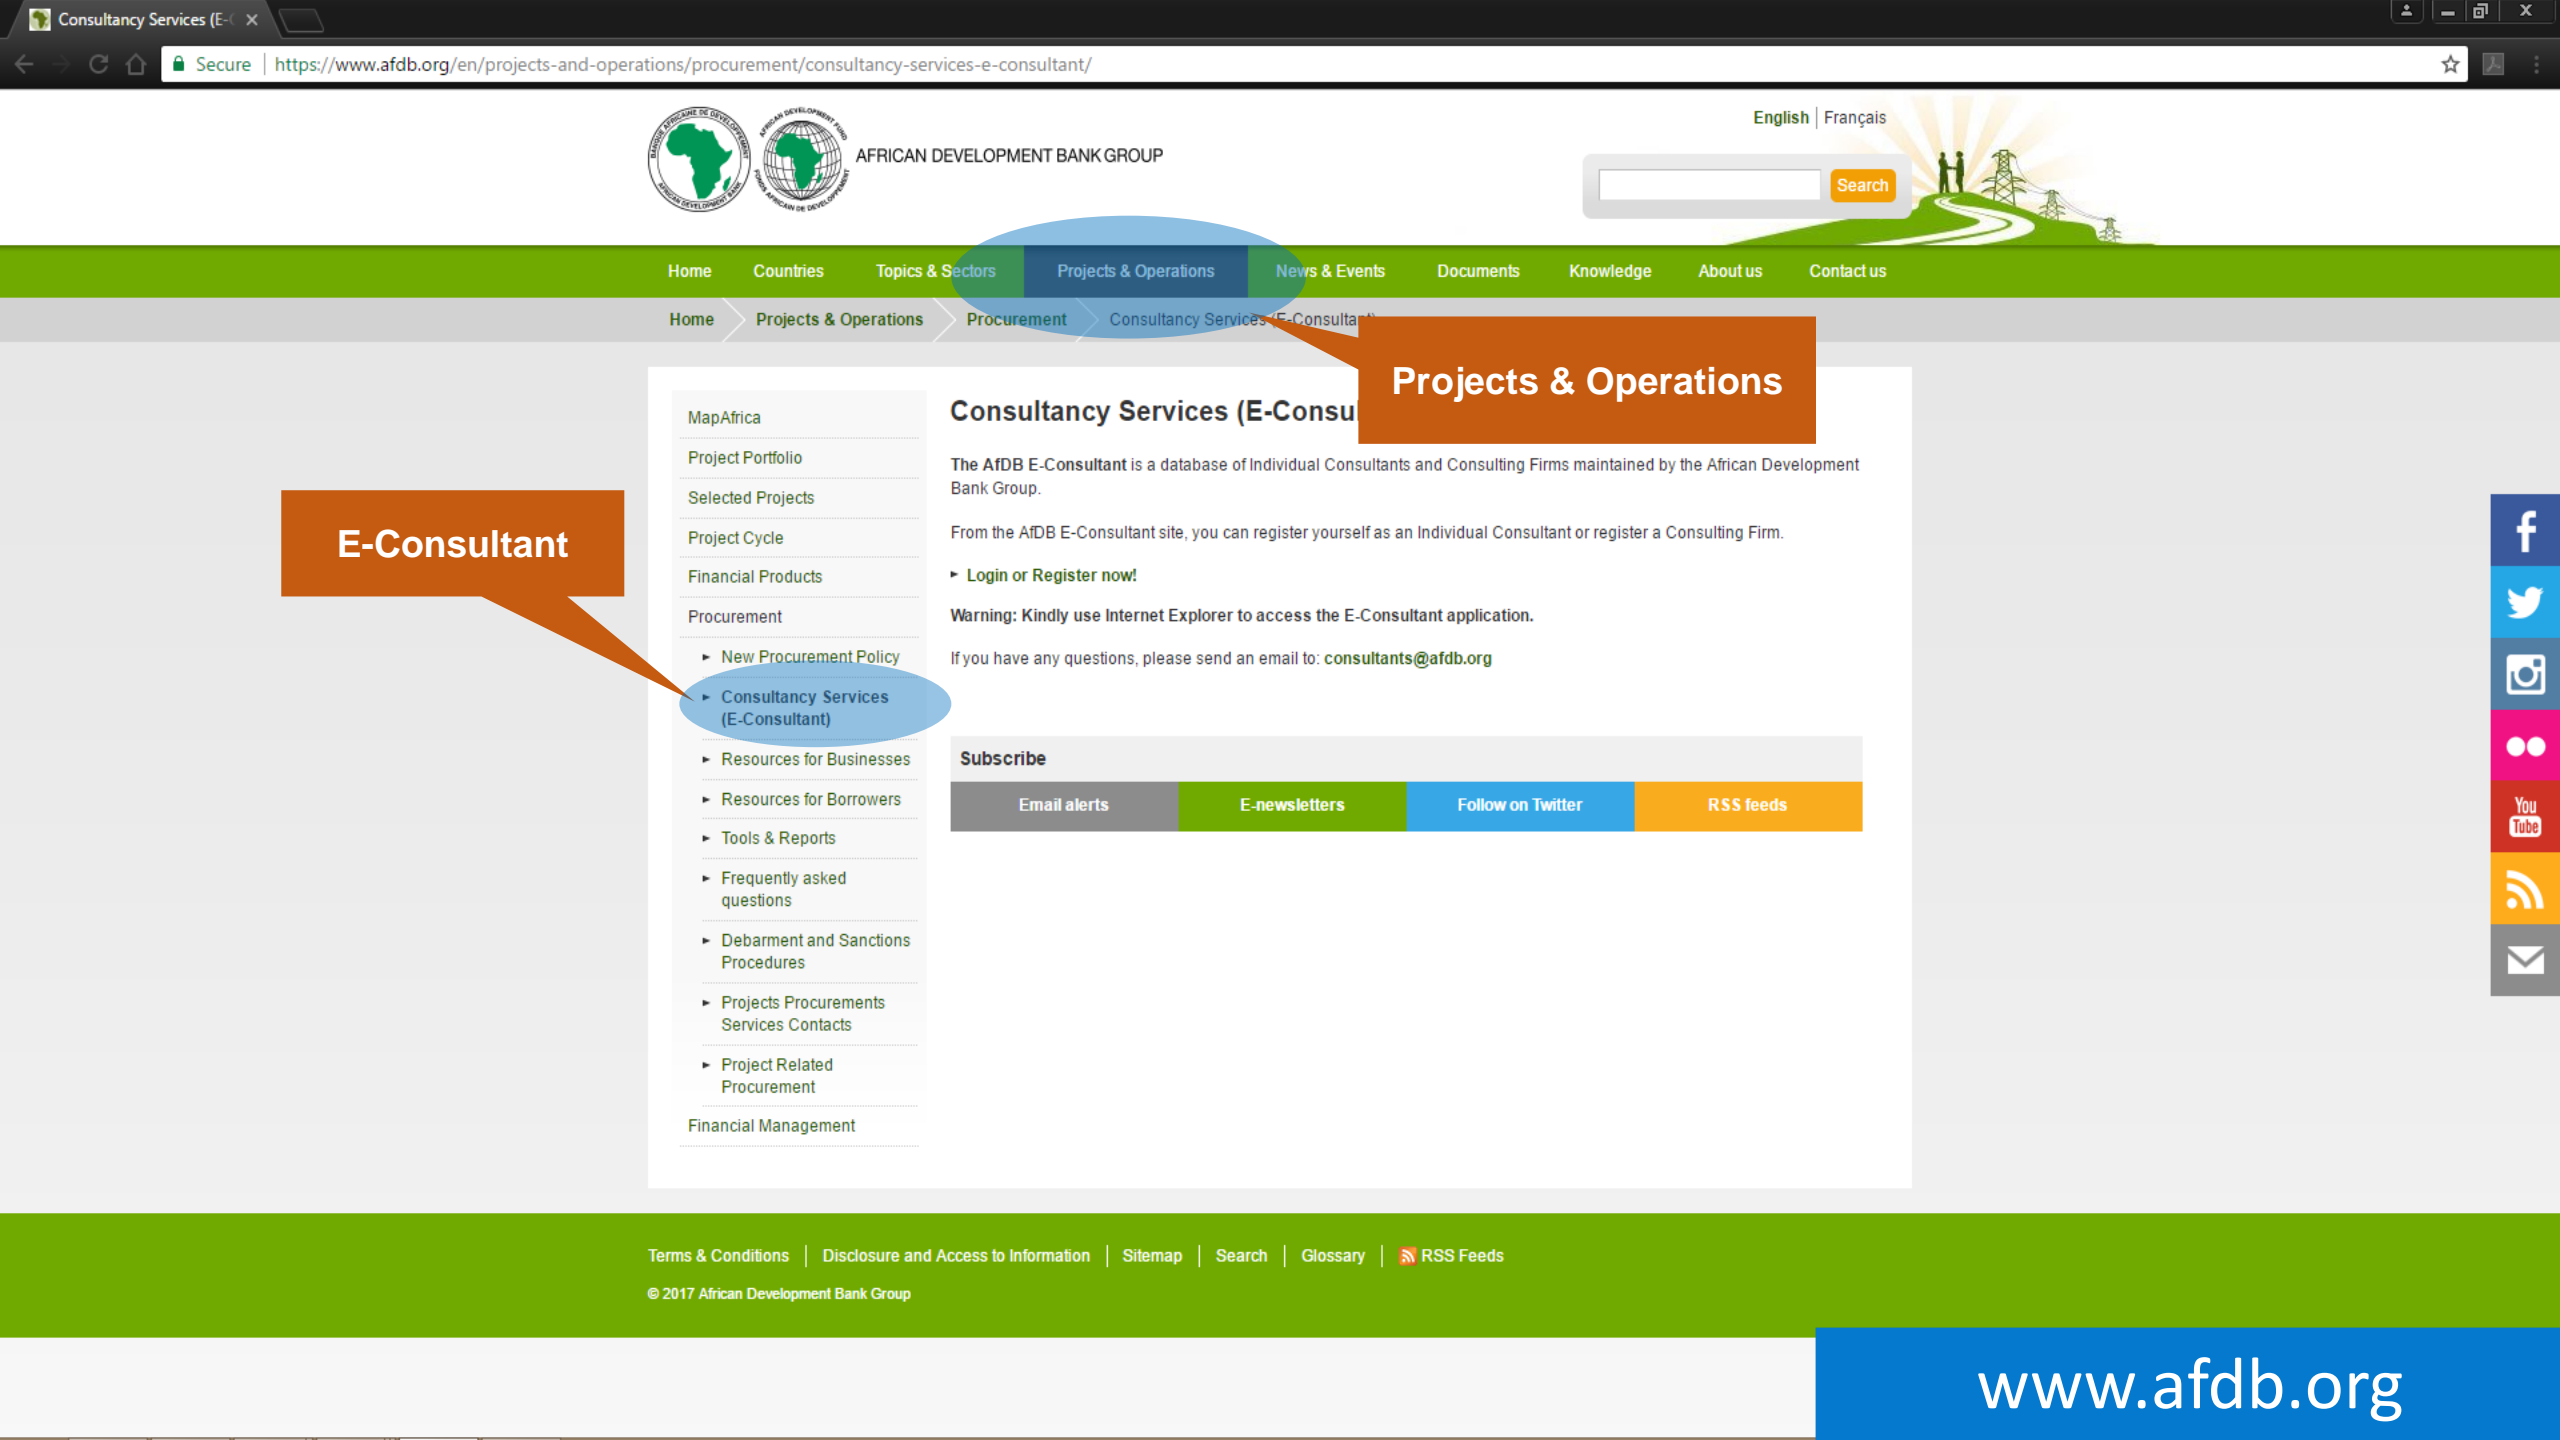 Consultancy Services (E-
Secure | https://www.afdb.org/en/projects-and-operations/procurement/consultancy-services-e-consultant/
AFRICAN DEVELOPMENT BANK GROUP
English | Français
Search
Home Countries Topics & Sectors Projects & Operations News & Events Documents Knowledge About us Contact us
Home Projects & Operations Procurement Consultancy Services (E-Consultant)
Projects & Operations
E-Consultant
MapAfrica
Project Portfolio
Selected Projects
Project Cycle
Financial Products
Procurement
New Procurement Policy
Consultancy Services
(E-Consultant)
Resources for Businesses
Resources for Borrowers
Tools & Reports
Frequently asked
questions
Debarment and Sanctions
Procedures
Projects Procurements
Services Contacts
Project Related
Procurement
Financial Management
Consultancy Services (E-Consu
The AfDB E-Consultant is a database of Individual Consultants and Consulting Firms maintained by the African Development
Bank Group.
From the AfDB E-Consultant site, you can register yourself as an Individual Consultant or register a Consulting Firm.
Login or Register now!
Warning: Kindly use Internet Explorer to access the E-Consultant application.
If you have any questions, please send an email to: consultants@afdb.org
Subscribe
Email alerts E-newsletters Follow on Twitter RSS feeds
You
Tube
Terms & Conditions | Disclosure and Access to Information | Sitemap | Search | Glossary | RSS Feeds
© 2017 African Development Bank Group
www.afdb.org